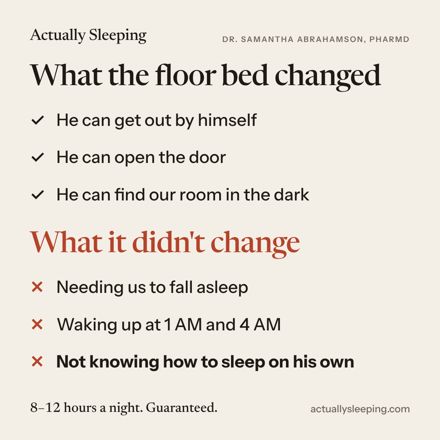 Actually Sleeping
DR. SAMANTHA ABRAHAMSON, PHARMD
What the floor bed changed
✓ He can get out by himself
✓ He can open the door
✓ He can find our room in the dark
What it didn't change
✕ Needing us to fall asleep
✕ Waking up at 1 AM and 4 AM
✕ Not knowing how to sleep on his own
8–12 hours a night. Guaranteed.
actuallysleeping.com